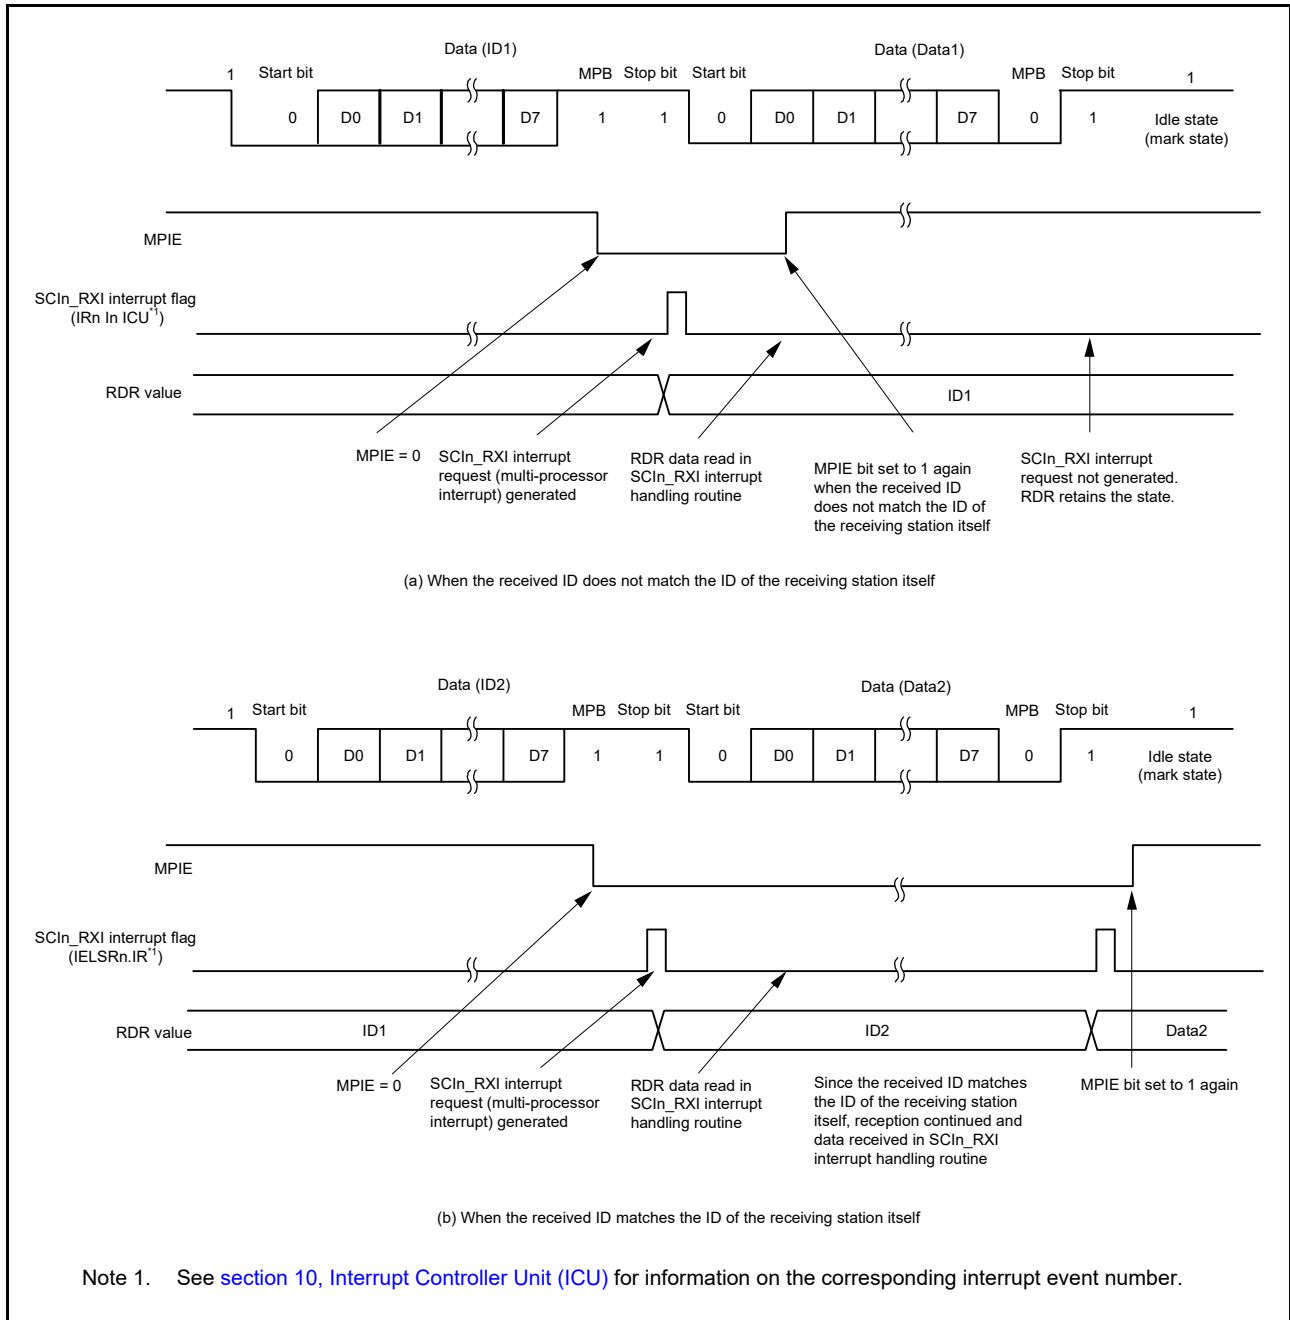 Data (ID1) Data (Data1)
1 Start bit MPB Stop bit Start bit MPB Stop bit 1
0 D0 D1 D7 1 1 0 D0 D1 D7 0 1 Idle state
(mark state)
MPIE
SCIn_RXI interrupt flag
(IRn In ICU*1)
RDR value ID1
MPIE = 0
SCIn_RXI interrupt
request (multi-processor
interrupt) generated
RDR data read in
SCIn_RXI interrupt
handling routine
MPIE bit set to 1 again
when the received ID
does not match the ID of
the receiving station itself
SCIn_RXI interrupt
request not generated.
RDR retains the state.
(a) When the received ID does not match the ID of the receiving station itself
Data (ID2) Data (Data2)
1 Start bit MPB Stop bit Start bit MPB Stop bit 1
0 D0 D1 D7 1 1 0 D0 D1 D7 0 1 Idle state
(mark state)
MPIE
SCIn_RXI interrupt flag
(IELSRn.IR*1)
RDR value ID1 ID2 Data2
MPIE = 0
SCIn_RXI interrupt
request (multi-processor
interrupt) generated
RDR data read in
SCIn_RXI interrupt
handling routine
Since the received ID matches
the ID of the receiving station
itself, reception continued and
data received in SCIn_RXI
interrupt handling routine
MPIE bit set to 1 again
(b) When the received ID matches the ID of the receiving station itself
Note 1. See section 10, Interrupt Controller Unit (ICU) for information on the corresponding interrupt event number.